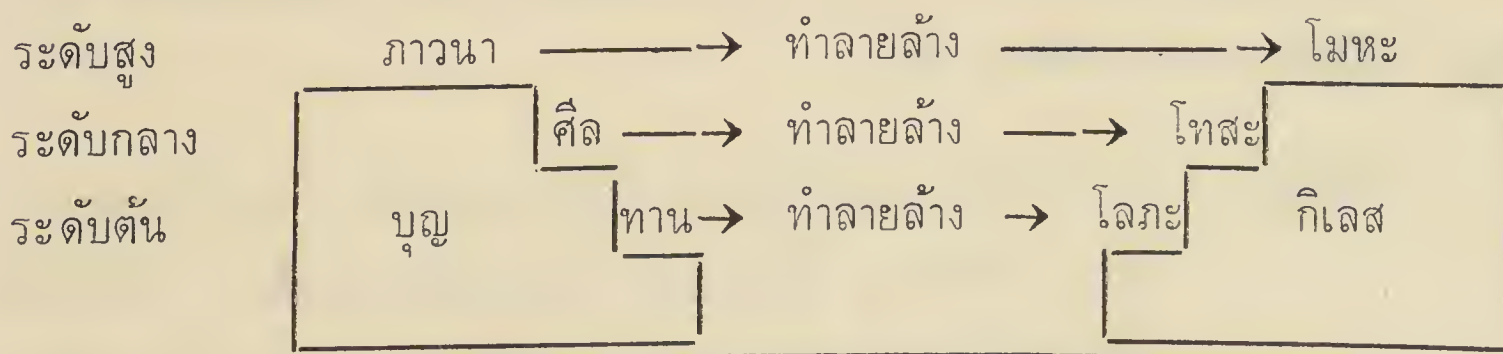 ระดับสูง ภาวนา → ทำลายล้าง → โมหะ
ระดับกลาง ศีล → ทำลายล้าง → โทสะ
ระดับต้น บุญ ทาน → ทำลายล้าง → โลภะ กิเลส